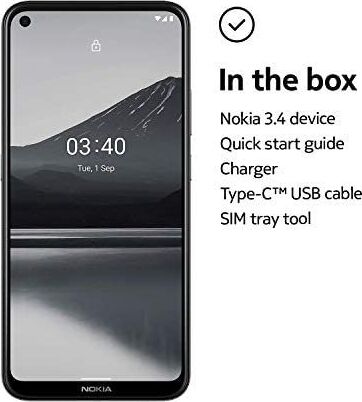 03:40
Tue, 1 Sep
NOKIA
In the box
Nokia 3.4 device
Quick start guide
Charger
Type-C™ USB cable
SIM tray tool